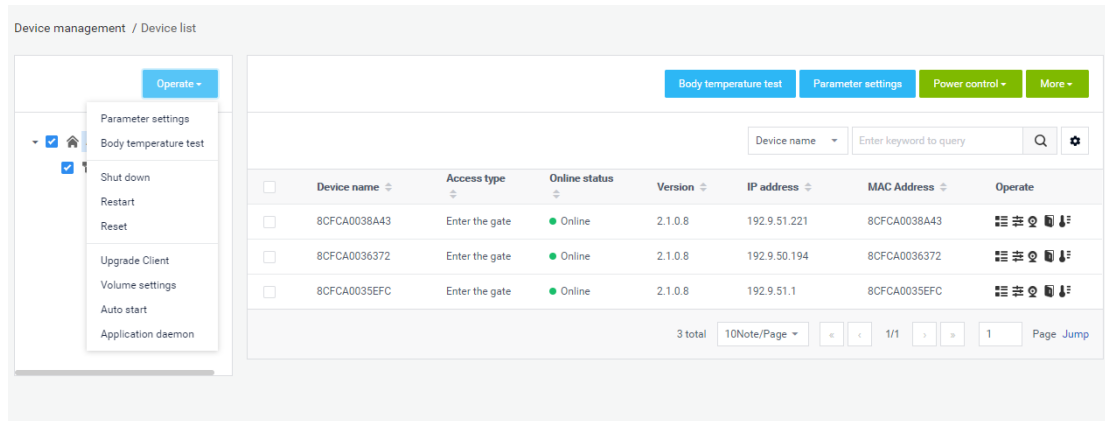 Device management / Device list
Operate
Parameter settings
Body temperature test
Shut down
Restart
Reset
Upgrade Client
Volume settings
Auto start
Application daemon
Body temperature test Parameter settings Power control More
Device name Enter keyword to query
Device name Access type Online status Version IP address MAC Address Operate
8CFCA0038A43 Enter the gate Online 2.1.0.8 192.9.51.221 8CFCA0038A43
8CFCA0036372 Enter the gate Online 2.1.0.8 192.9.50.194 8CFCA0036372
8CFCA0035EFC Enter the gate Online 2.1.0.8 192.9.51.1 8CFCA0035EFC
3 total 10Note/Page « ‹ 1/1 › » 1 Page Jump